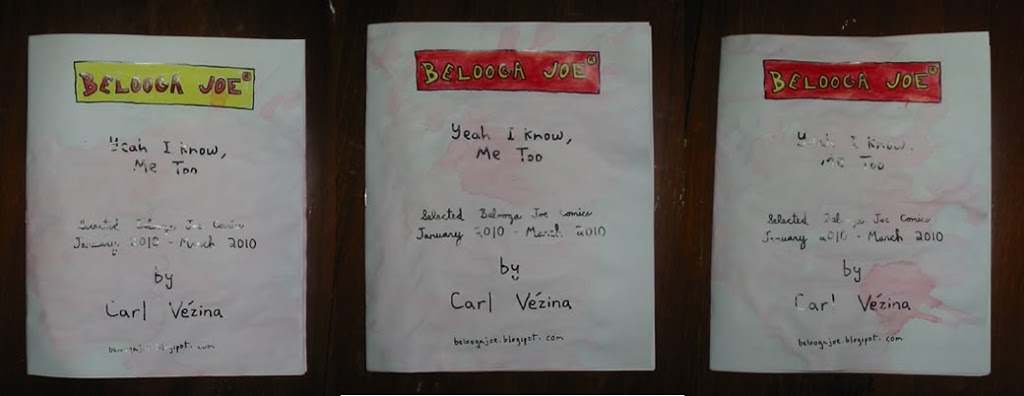 BELOOGA JOE
Yeah I know,
Me Too
Selected Belooga Joe Comics
January 2010 - March 2010
by
Carl Vézina
beloogajoe.blogspot.com
BELOOGA JOE
Yeah I know,
Me Too
Selected Belooga Joe Comics
January 2010 - March 2010
by
Carl Vézina
beloogajoe.blogspot.com
BELOOGA JOE
Yeah I know,
Me Too
Selected Belooga Joe Comics
January 2010 - March 2010
by
Carl Vézina
beloogajoe.blogspot.com